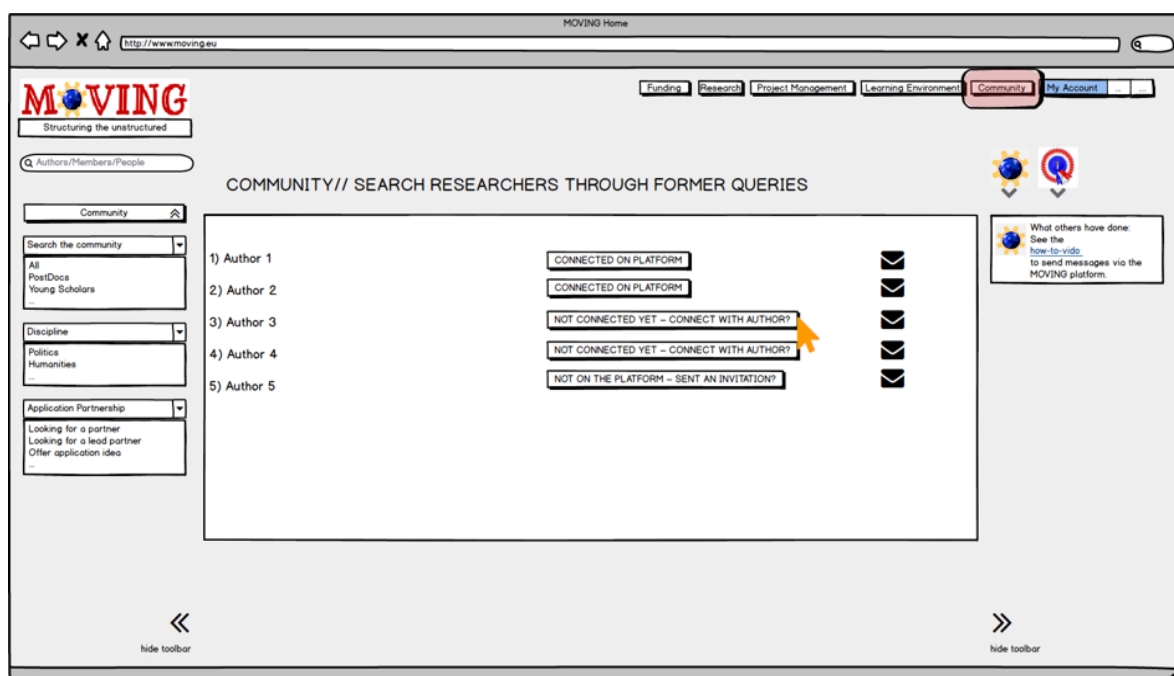 MOVING Home
http://www.moving.eu
MOVING
Structuring the unstructured
Funding Research Project Management Learning Environment Community My Account ... ...
Authors/Members/People
COMMUNITY// SEARCH RESEARCHERS THROUGH FORMER QUERIES
Community
Search the community
All
PostDocs
Young Scholars
...
Discipline
Politics
Humanities
...
Application Partnership
Looking for a partner
Looking for a lead partner
Offer application idea
...
1) Author 1 CONNECTED ON PLATFORM
2) Author 2 CONNECTED ON PLATFORM
3) Author 3 NOT CONNECTED YET – CONNECT WITH AUTHOR?
4) Author 4 NOT CONNECTED YET – CONNECT WITH AUTHOR?
5) Author 5 NOT ON THE PLATFORM – SENT AN INVITATION?
What others have done:
See the
how-to-vido
to send messages via the
MOVING platform.
hide toolbar
hide toolbar